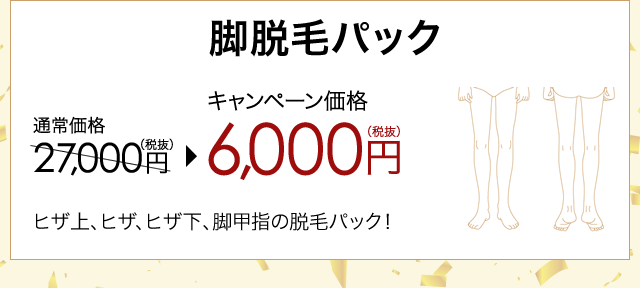 脚脱毛パック
キャンペーン価格
通常価格
27,000円(税抜)
6,000円(税抜)
ヒザ上、ヒザ、ヒザ下、脚甲指の脱毛パック!